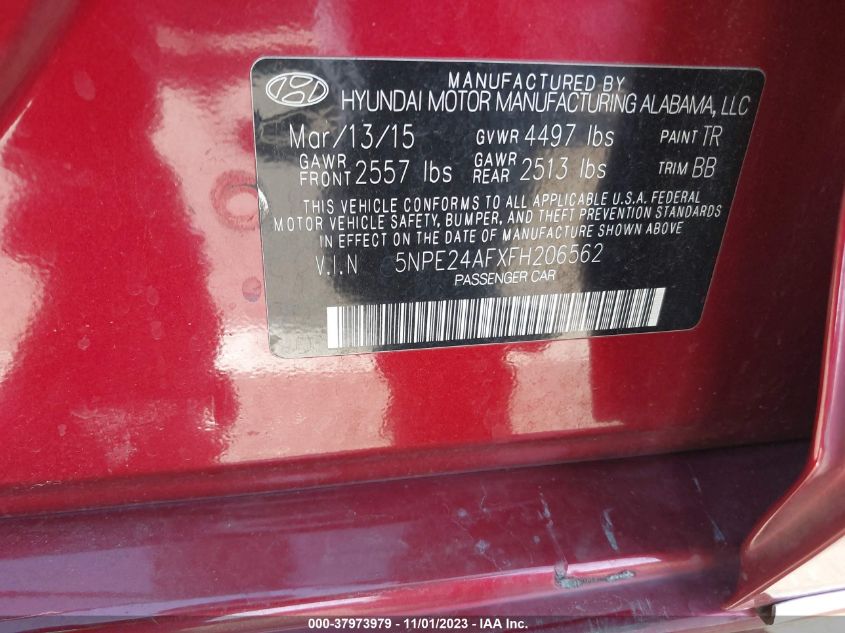 MANUFACTURED BY
HYUNDAI MOTOR MANUFACTURING ALABAMA, LLC
Mar/13/15 GVWR 4497 lbs PAINT TR
GAWR FRONT 2557 lbs GAWR REAR 2513 lbs TRIM BB
THIS VEHICLE CONFORMS TO ALL APPLICABLE U.S.A. FEDERAL
MOTOR VEHICLE SAFETY, BUMPER, AND THEFT PREVENTION STANDARDS
IN EFFECT ON THE DATE OF MANUFACTURE SHOWN ABOVE.
V.I.N 5NPE24AFXFH206562
PASSENGER CAR
000-37973979 - 11/01/2023 - © IAA, Inc.